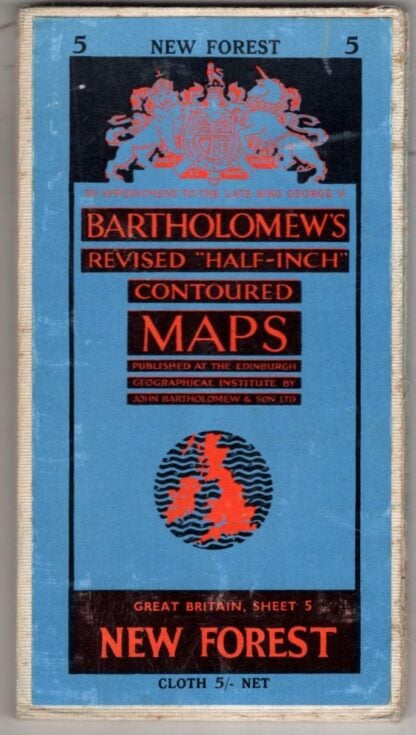 5 NEW FOREST 5
BY APPOINTMENT TO THE LATE KING GEORGE V
BARTHOLOMEW'S
REVISED "HALF-INCH"
CONTOURED
MAPS
PUBLISHED AT THE EDINBURGH
GEOGRAPHICAL INSTITUTE BY
JOHN BARTHOLOMEW & SON LTD
GREAT BRITAIN, SHEET 5
NEW FOREST
CLOTH 5/- NET